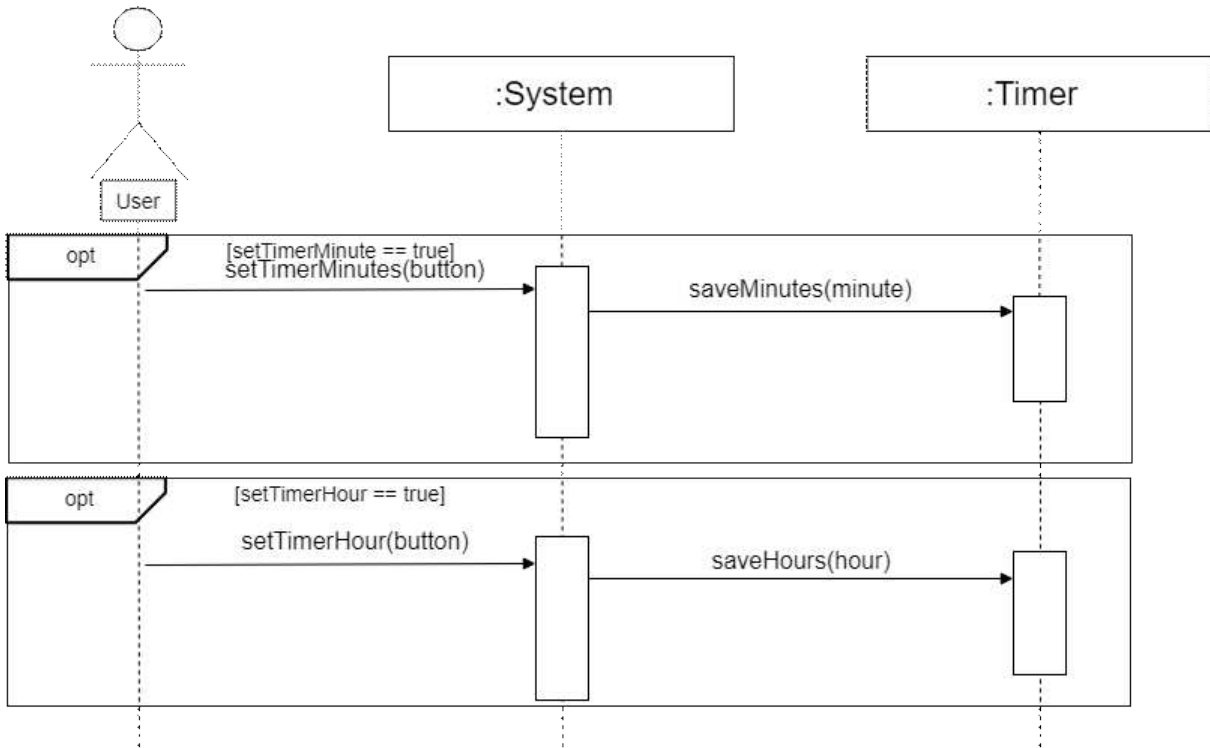 :System
:Timer
User
opt
[setTimerMinute == true]
setTimerMinutes(button)
saveMinutes(minute)
opt
[setTimerHour == true]
setTimerHour(button)
saveHours(hour)